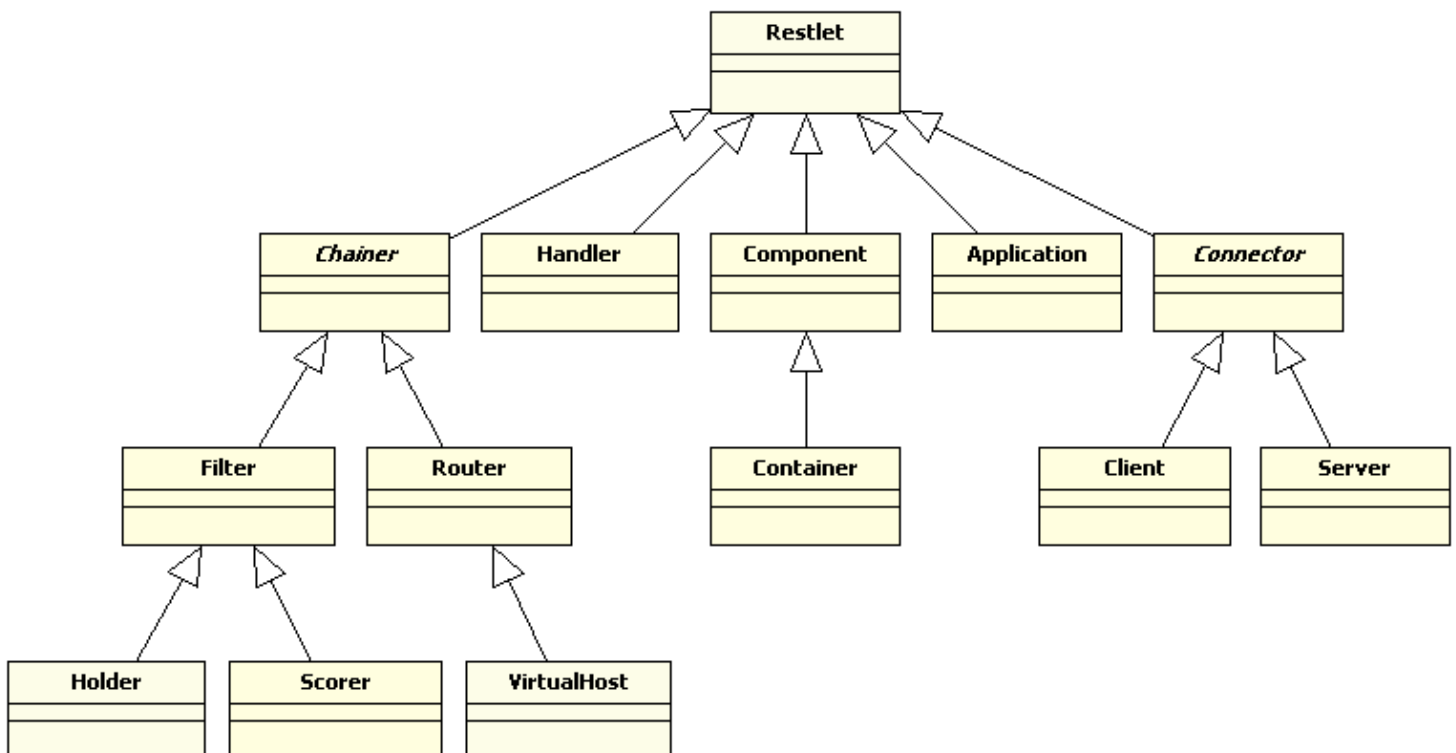 Restlet
Chainer
Handler
Component
Application
Connector
Filter
Router
Container
Client
Server
Holder
Scorer
VirtualHost